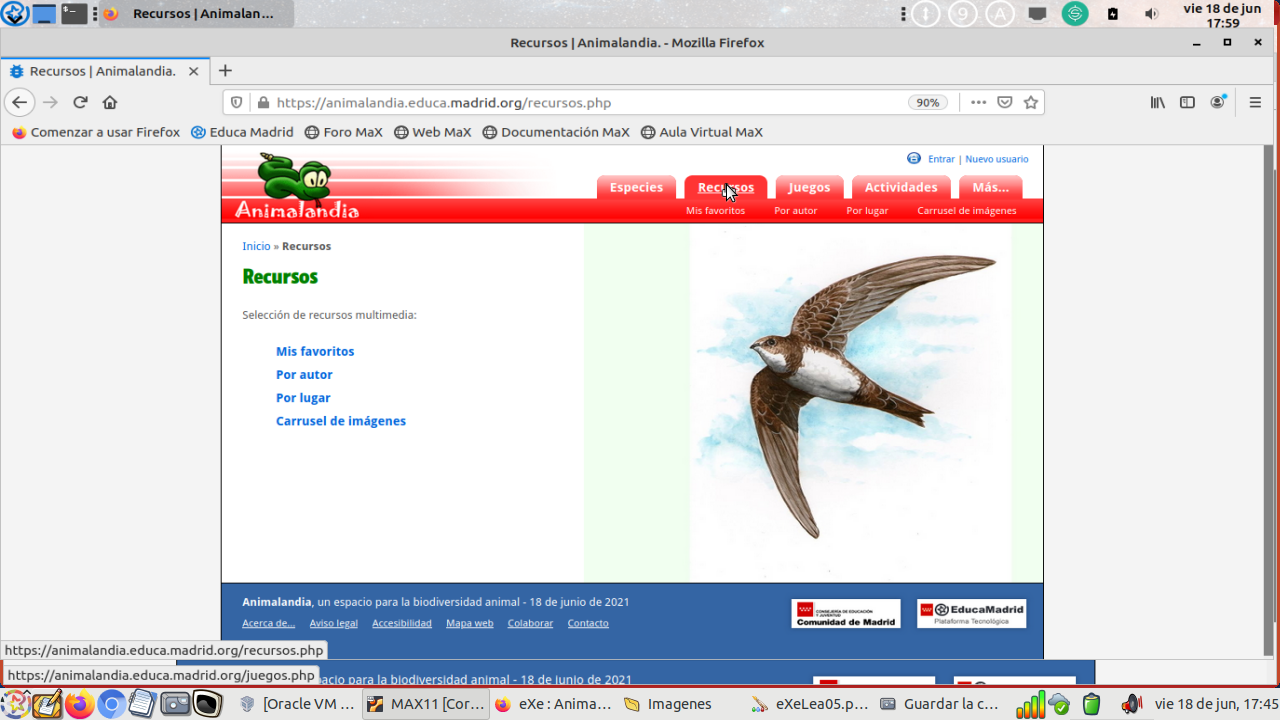 Recursos | Animalan...
9
A
vie 18 de jun
17:59
Recursos | Animalandia. - Mozilla Firefox
Recursos | Animalandia.
https://animalandia.educa.madrid.org/recursos.php
90%
Comenzar a usar Firefox
Educa Madrid
Foro MaX
Web MaX
Documentación MaX
Aula Virtual MaX
Entrar | Nuevo usuario
Animalandia
Especies
Recursos
Juegos
Actividades
Más...
Mis favoritos
Por autor
Por lugar
Carrusel de imágenes
Inicio » Recursos
Recursos
Selección de recursos multimedia:
Mis favoritos
Por autor
Por lugar
Carrusel de imágenes
Animalandia, un espacio para la biodiversidad animal - 18 de junio de 2021
Acerca de... Aviso legal Accesibilidad Mapa web Colaborar Contacto
CONSEJERÍA DE EDUCACIÓN
Y JUVENTUD
Comunidad de Madrid
EducaMadrid
Plataforma Tecnológica
https://animalandia.educa.madrid.org/recursos.php
https://animalandia.educa.madrid.org/juegos.php
acio para la biodiversidad animal - 18 de junio de 2021
[Oracle VM ...
MAX11 [Cor...
eXe : Anima...
Imagenes
eXeLea05.p...
Guardar la c...
vie 18 de jun, 17:45